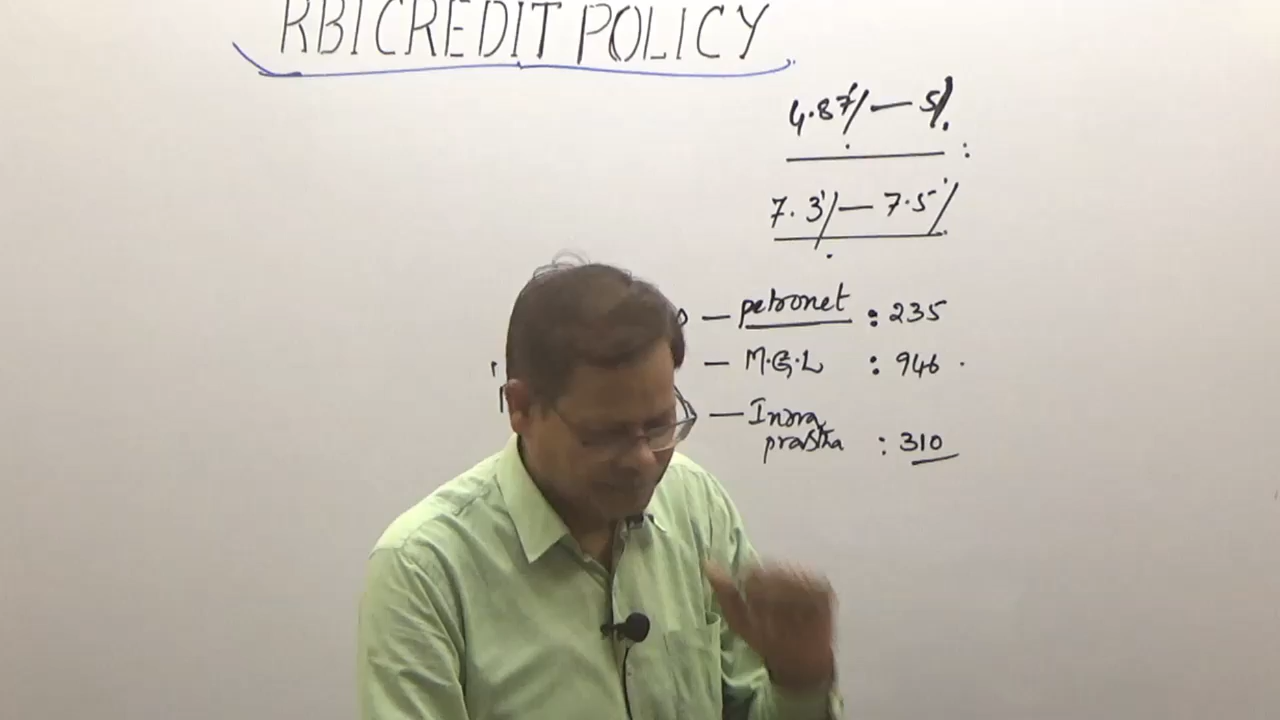 RBI CREDIT POLICY
4.87% — 5%
7.3% — 7.5%
— petronet : 235
— M.G.L : 946
— Indra
prastha : 310